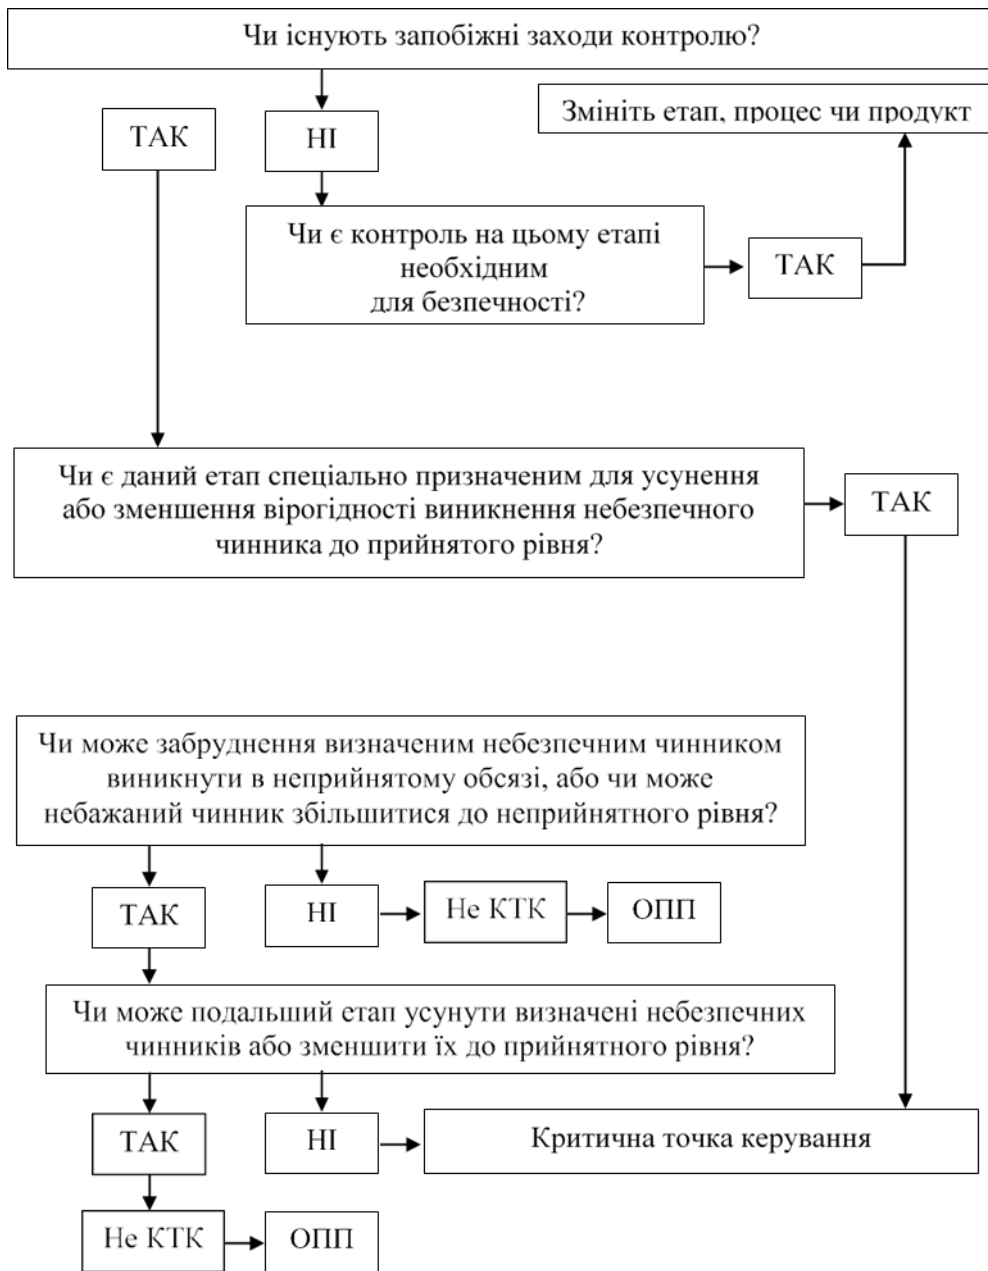 Чи існують запобіжні заходи контролю?
Змініть етап, процес чи продукт
ТАК
НІ
Чи є контроль на цьому етапі
необхідним
для безпечності?
ТАК
Чи є даний етап спеціально призначеним для усунення
або зменшення вірогідності виникнення небезпечного
чинника до прийнятого рівня?
ТАК
Чи може забруднення визначеним небезпечним чинником
виникнути в неприйнятому обсязі, або чи може
небажаний чинник збільшитися до неприйнятного рівня?
ТАК
НІ
Не КТК
ОПП
Чи може подальший етап усунути визначені небезпечних
чинників або зменшити їх до прийнятного рівня?
ТАК
НІ
Критична точка керування
Не КТК
ОПП